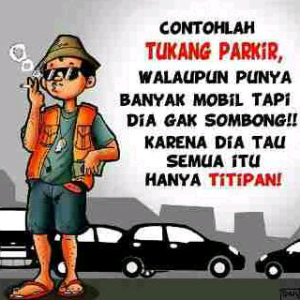 CONTOHLAH
TUKANG PARKIR,
WALAUPUN PUNYA
BANYAK MOBIL TAPI
DIA GAK SOMBONG!!
KARENA DIA TAU
SEMUA ITU
HANYA TITIPAN!